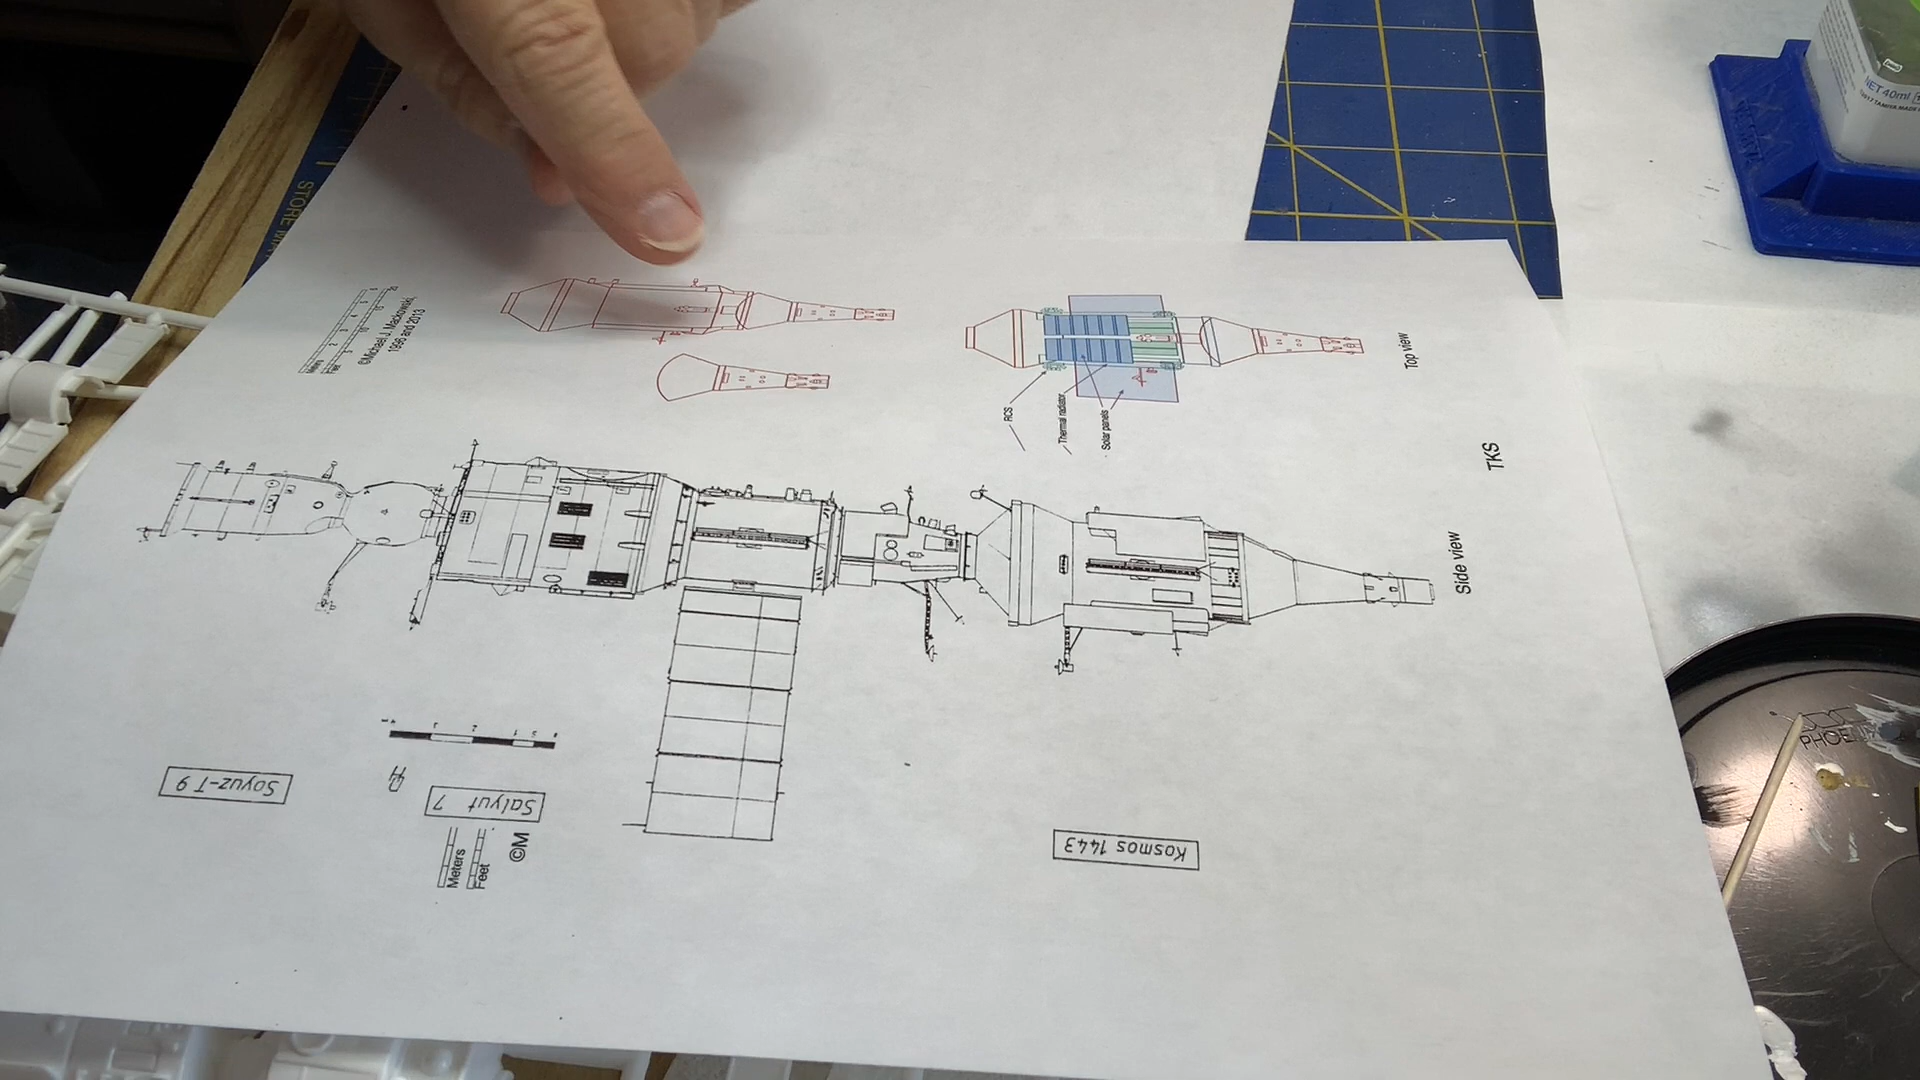 STORE
NET 40ml
©Michael J. Mackowski,
1996 and 2013
Meters
Feet
RCS
Thermal radiator
Solar panels
Top view
TKS
Side view
Soyuz-T 9
Salyut 7
Kosmos 1443
Meters
Feet
©M